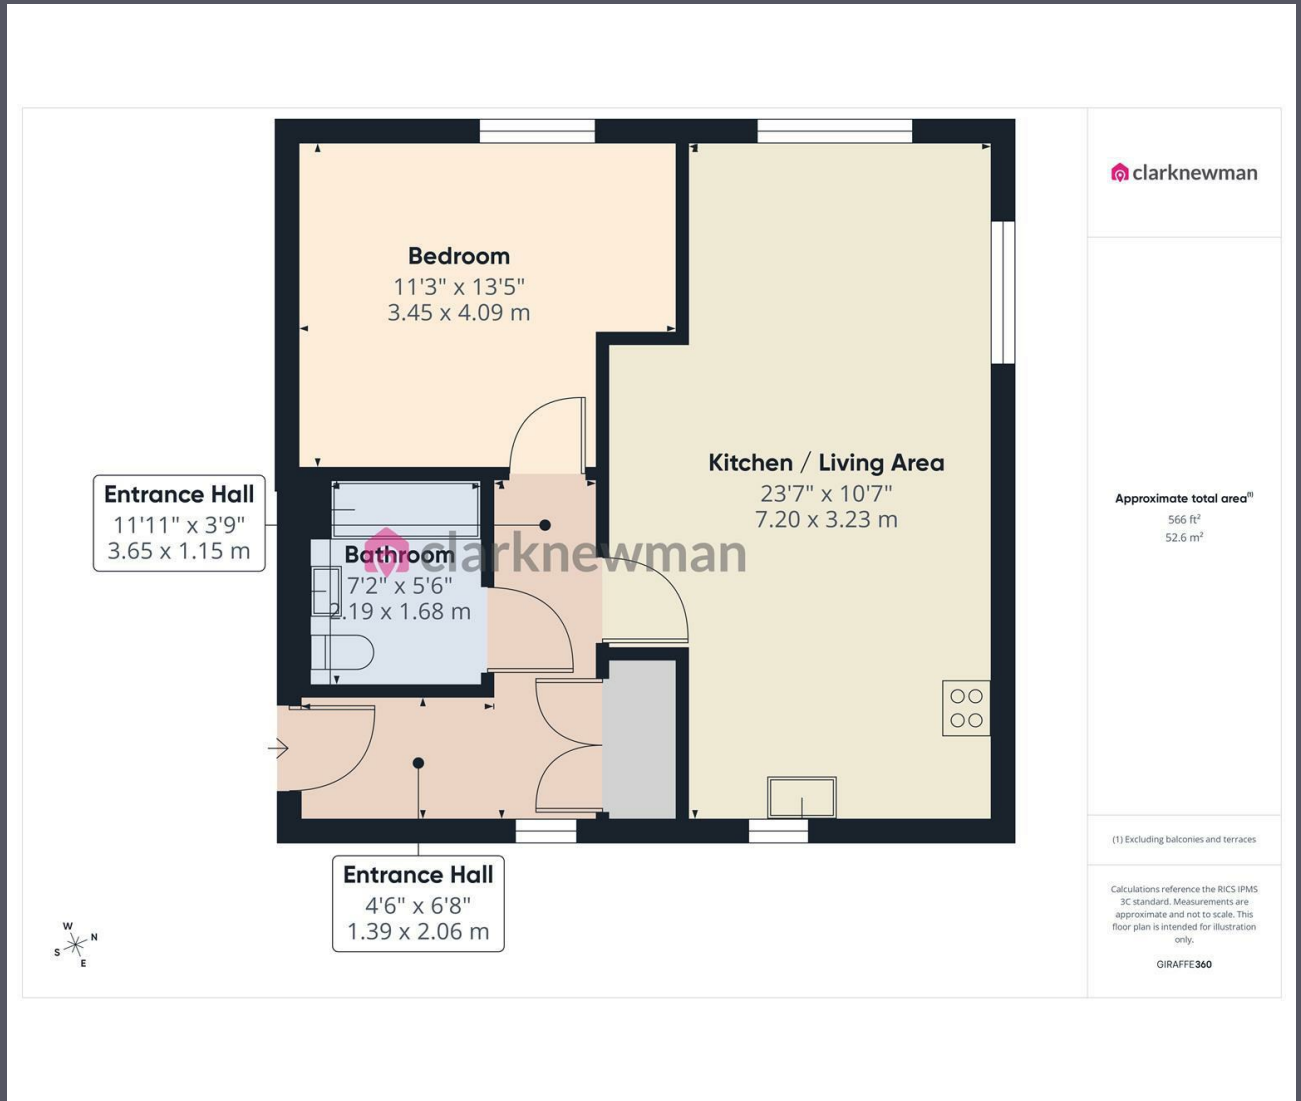 clarknewman
Bedroom
11'3" x 13'5"
3.45 x 4.09 m
Kitchen / Living Area
23'7" x 10'7"
7.20 x 3.23 m
Entrance Hall
11'11" x 3'9"
3.65 x 1.15 m
clarknewman
Bathroom
7'2" x 5'6"
2.19 x 1.68 m
Entrance Hall
4'6" x 6'8"
1.39 x 2.06 m
W
N
S
E
Approximate total area(1)
566 ft²
52.6 m²
(1) Excluding balconies and terraces
Calculations reference the RICS IPMS
3C standard. Measurements are
approximate and not to scale. This
floor plan is intended for illustration
only.
GIRAFFE360